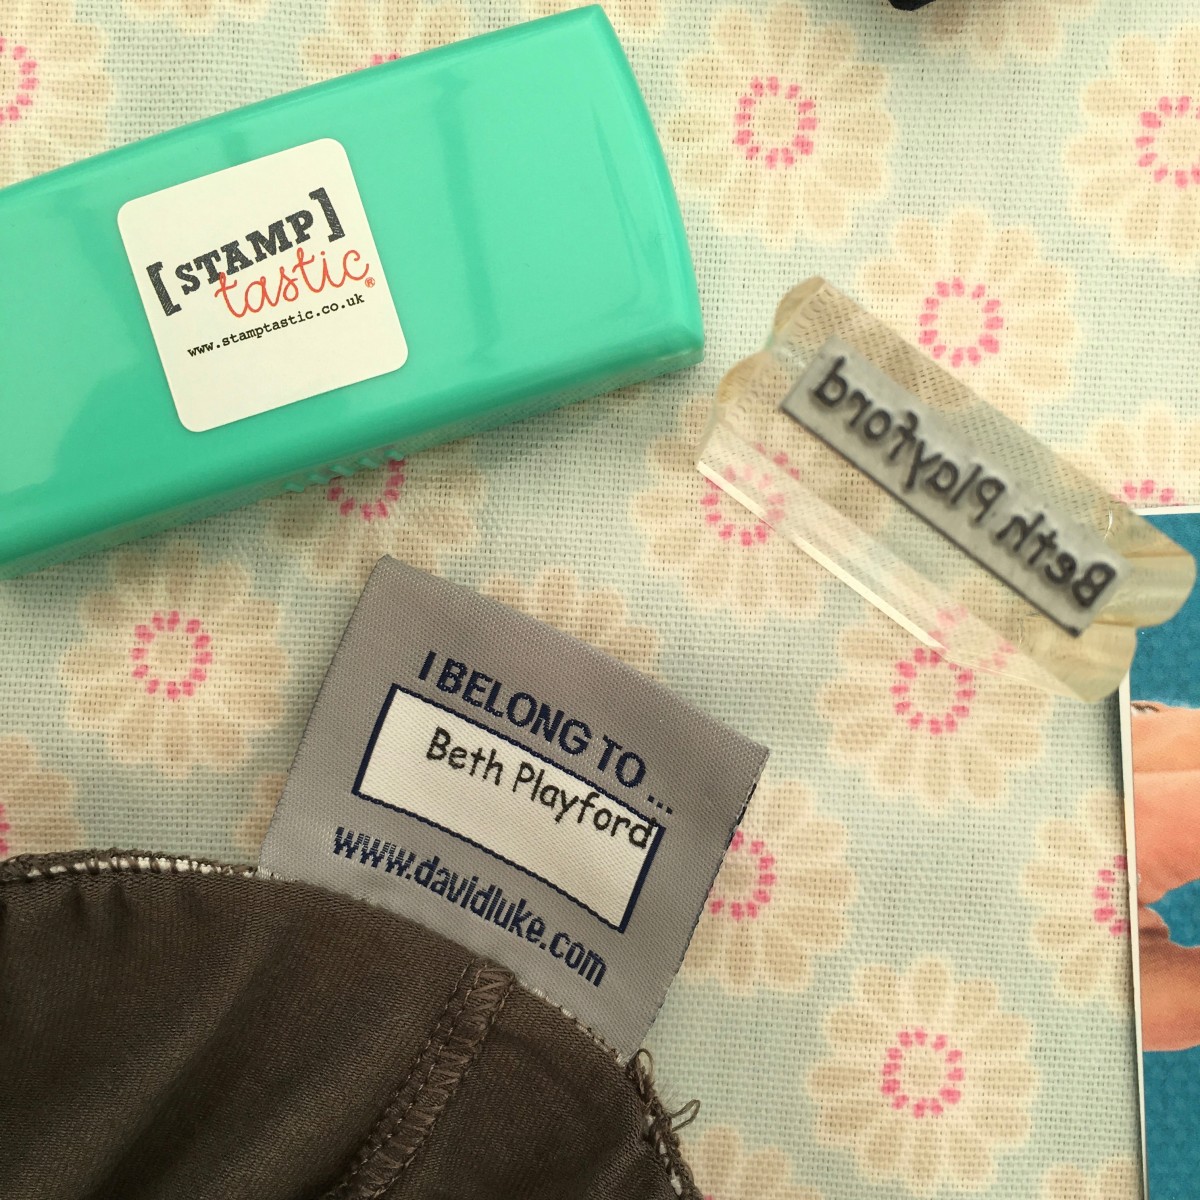 [STAMP]
tastic®
www.stamptastic.co.uk
Beth Playford
I BELONG TO...
Beth Playford
www.davidluke.com